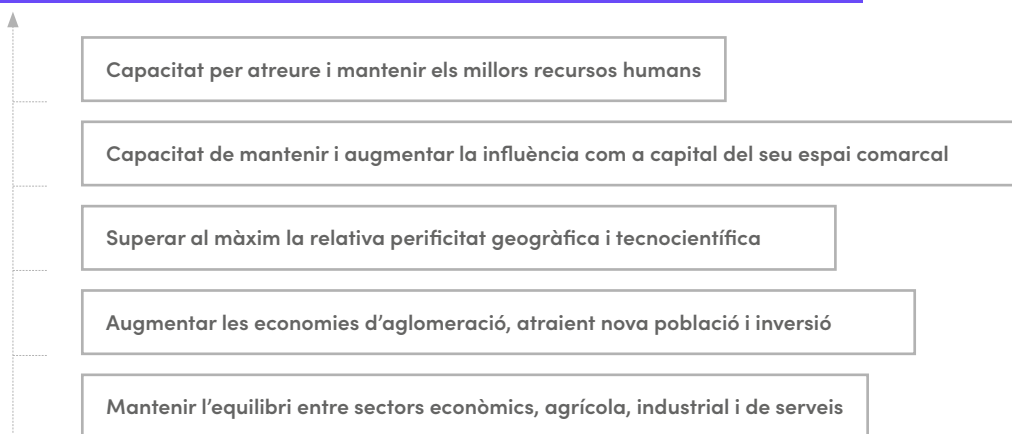 Capacitat per atreure i mantenir els millors recursos humans
Capacitat de mantenir i augmentar la influència com a capital del seu espai comarcal
Superar al màxim la relativa perificitat geogràfica i tecnocientífica
Augmentar les economies d’aglomeració, atraient nova població i inversió
Mantenir l’equilibri entre sectors econòmics, agrícola, industrial i de serveis